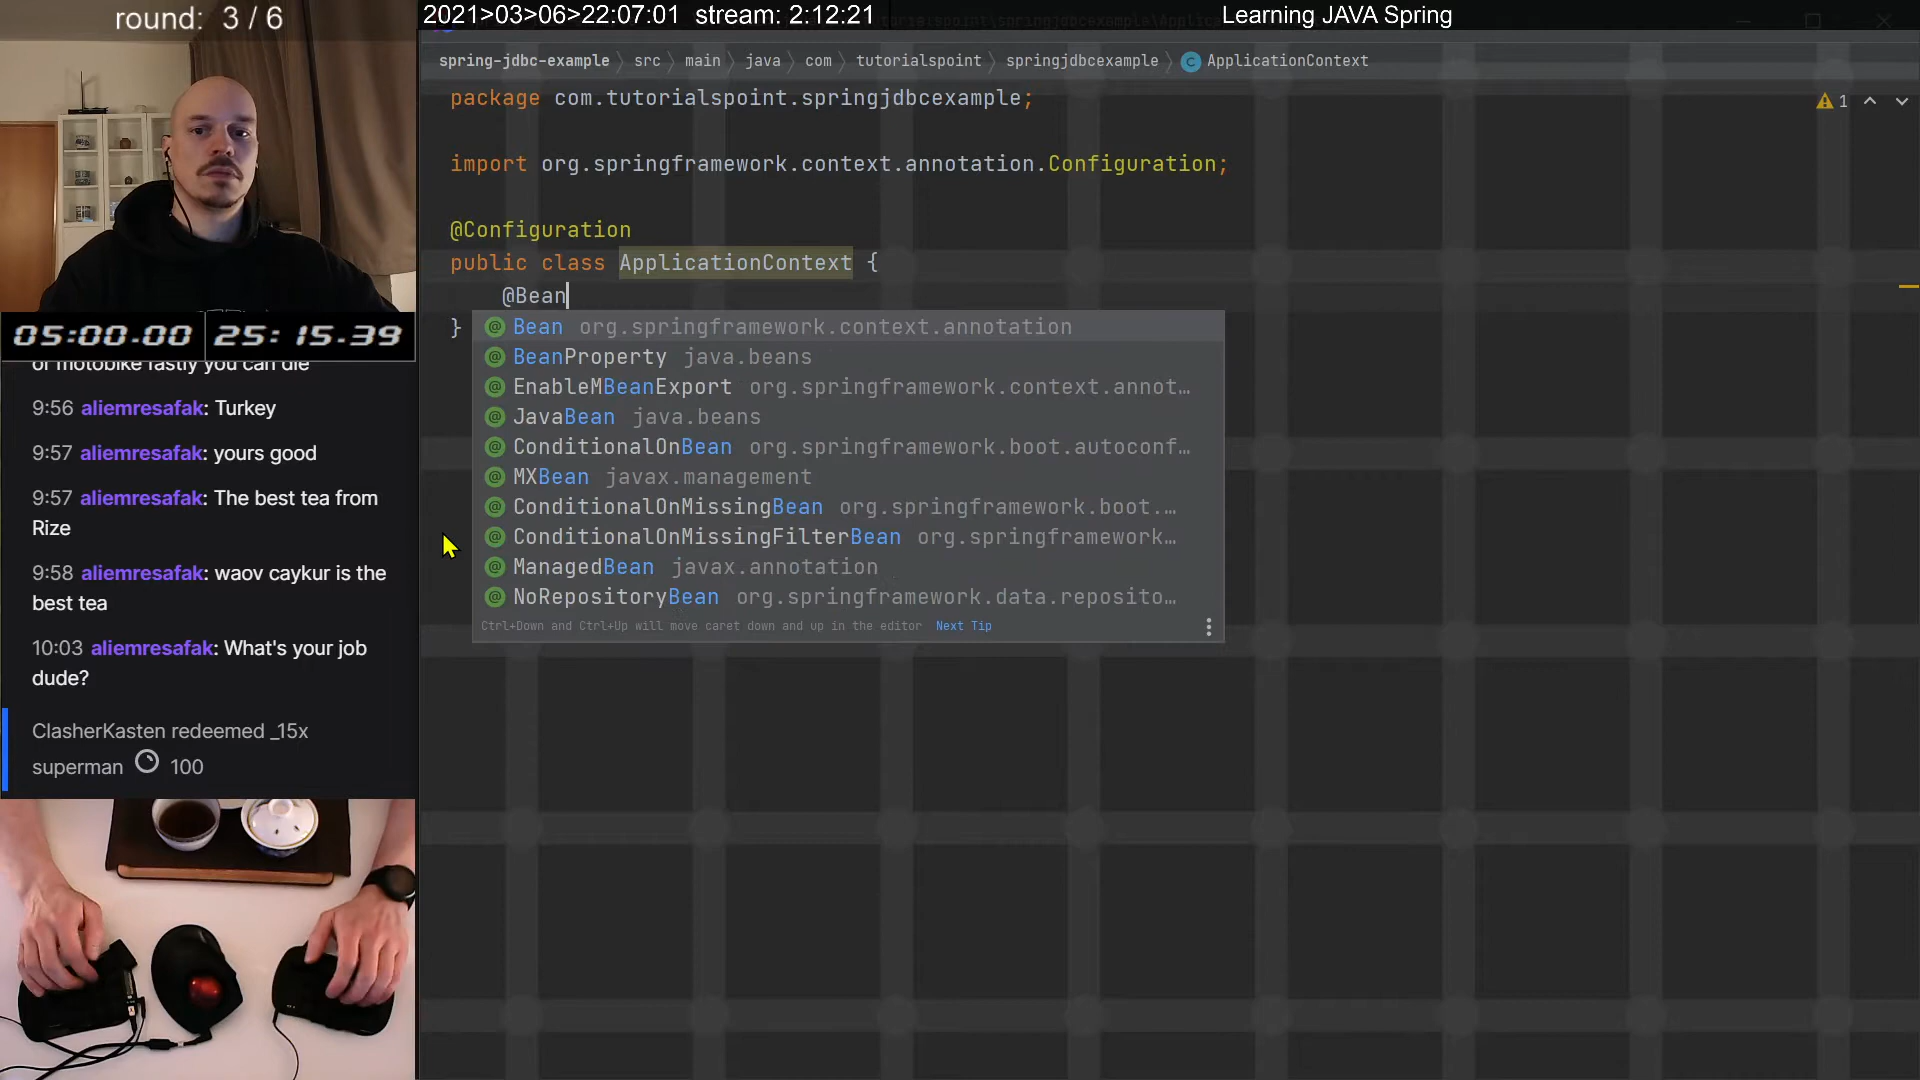 round: 3 / 6
2021>03>06>22:07:01 stream: 2:12:21
Learning JAVA Spring
spring-jdbc-example
src
main
java
com
tutorialspoint
springjdbcexample
ApplicationContext
package com.tutorialspoint.springjdbcexample;
1
import org.springframework.context.annotation.Configuration;
@Configuration
public class ApplicationContext {
@Bean
}
Bean org.springframework.context.annotation
BeanProperty java.beans
EnableMBeanExport org.springframework.context.annot…
JavaBean java.beans
ConditionalOnBean org.springframework.boot.autoconf…
MXBean javax.management
ConditionalOnMissingBean org.springframework.boot.…
ConditionalOnMissingFilterBean org.springframework…
ManagedBean javax.annotation
NoRepositoryBean org.springframework.data.reposito…
Ctrl+Down and Ctrl+Up will move caret down and up in the editor Next Tip
05:00.00
25:15.39
or motobike fastly you can die
9:56 aliemresafak: Turkey
9:57 aliemresafak: yours good
9:57 aliemresafak: The best tea from
Rize
9:58 aliemresafak: waov caykur is the
best tea
10:03 aliemresafak: What's your job
dude?
ClasherKasten redeemed _15x
superman 100